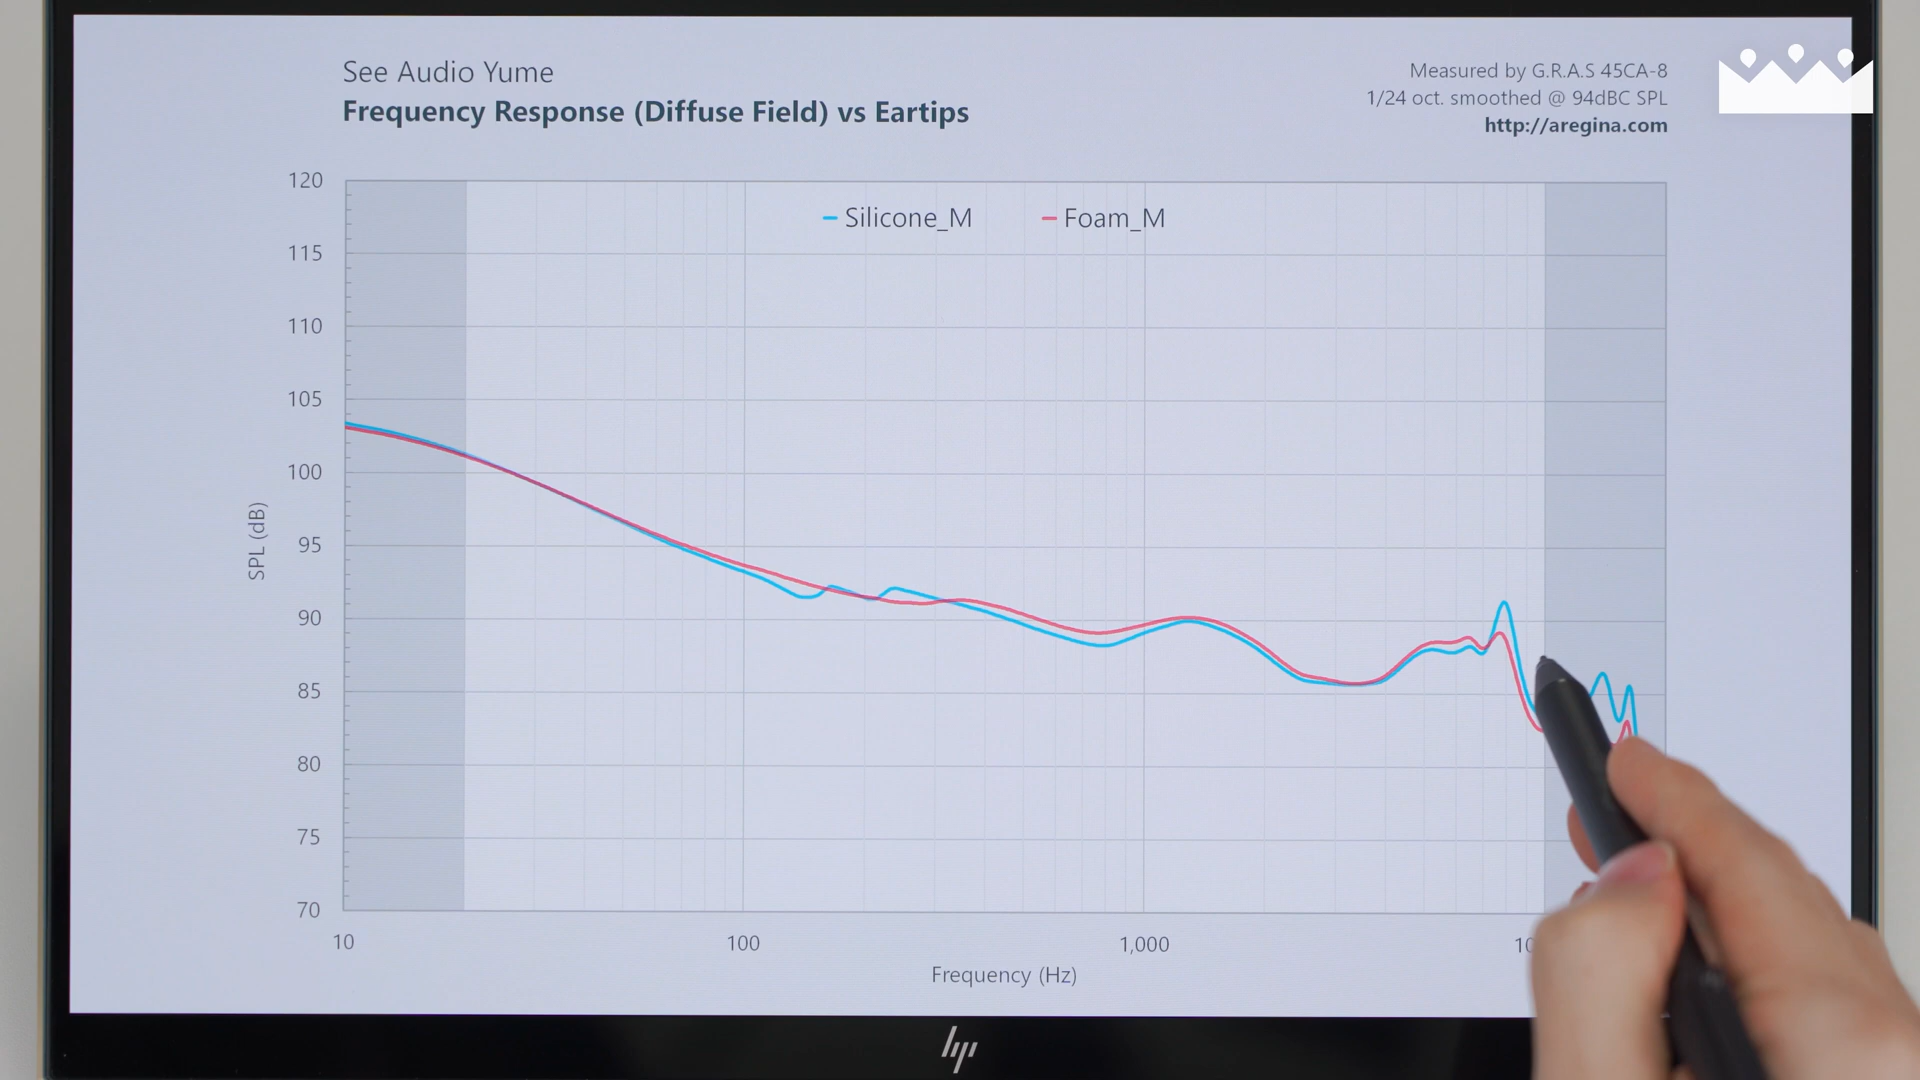 See Audio Yume
Frequency Response (Diffuse Field) vs Eartips
Measured by G.R.A.S 45CA-8
1/24 oct. smoothed @ 94dBC SPL
http://aregina.com
Silicone_M
Foam_M
120
115
110
105
100
95
90
85
80
75
70
SPL (dB)
10
100
1,000
Frequency (Hz)
hp